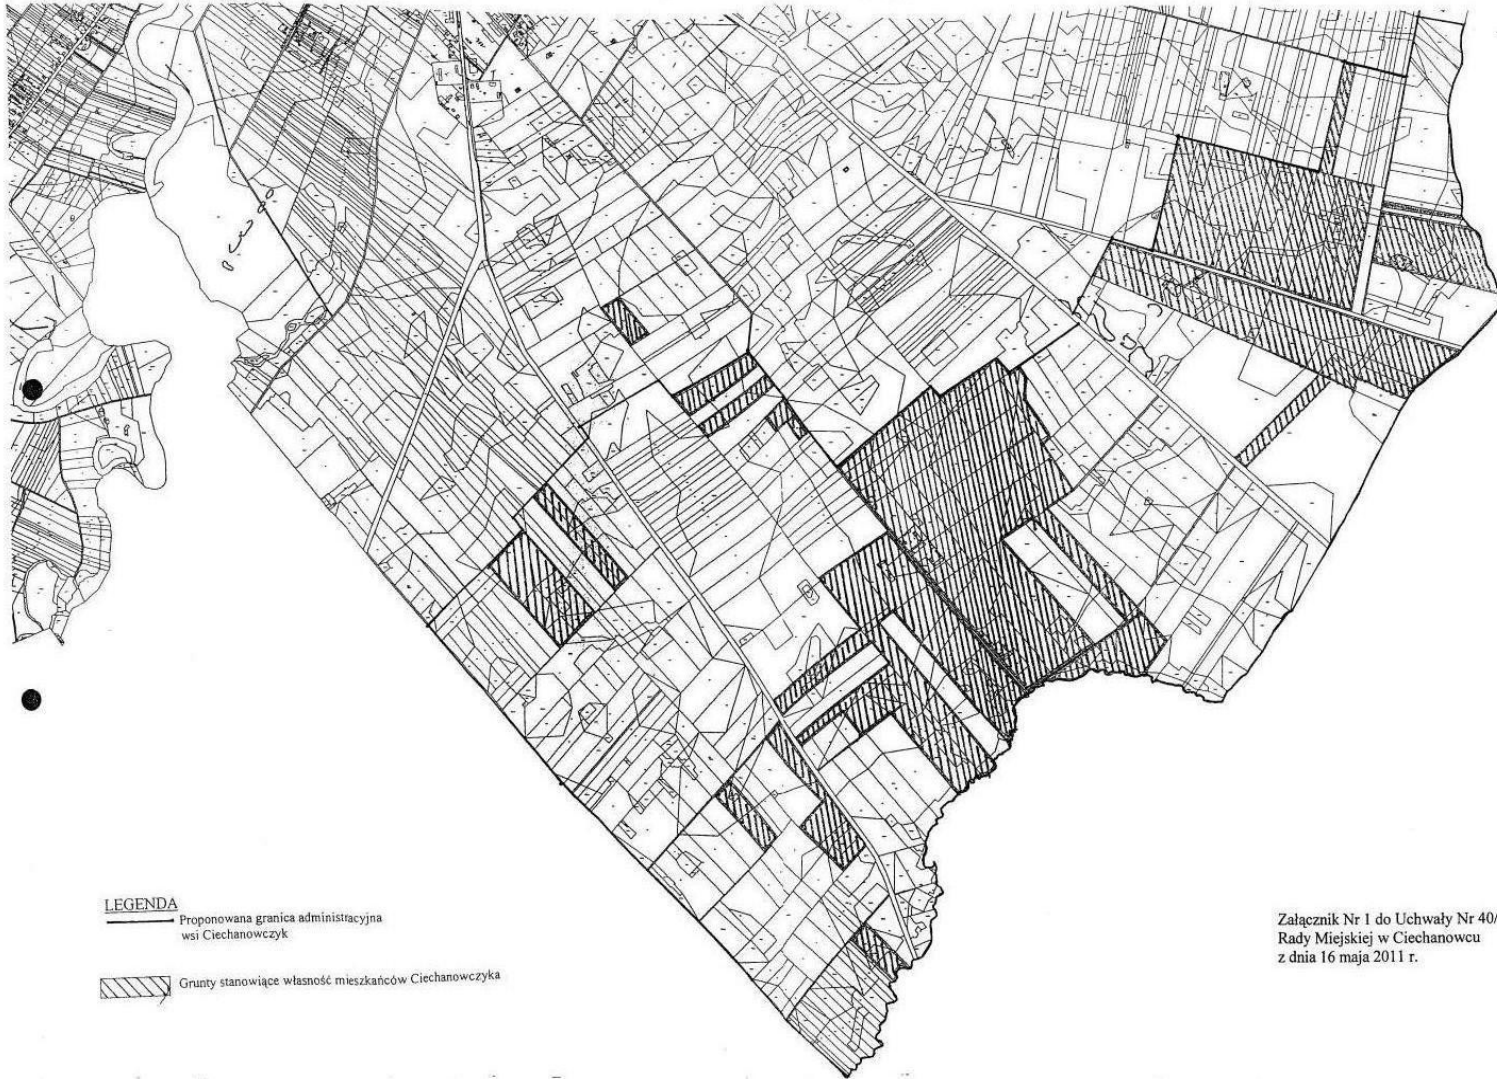 LEGENDA
Proponowana granica administracyjna
wsi Ciechanowczyk
Grunty stanowiące własność mieszkańców Ciechanowczyka
Załącznik Nr 1 do Uchwały Nr 40/
Rady Miejskiej w Ciechanowcu
z dnia 16 maja 2011 r.